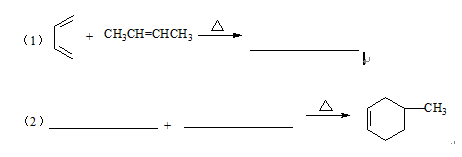 (1) + CH₃CH=CHCH₃ △
(2) + △ CH₃